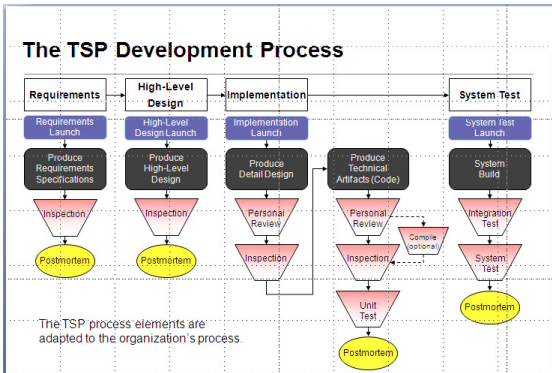 The TSP Development Process
Requirements
High-Level
Design
Implementation
System Test
Requirements
Launch
High-Level
Design Launch
Implementation
Launch
System Test
Launch
Produce
Requirements
Specifications
Produce
High-Level
Design
Produce
Detail Design
Produce
Technical
Artifacts (Code)
System
Build
Inspection
Inspection
Personal
Review
Personal
Review
Integration
Test
Compile
(optional)
Postmortem
Postmortem
Inspection
Inspection
System
Test
Unit
Test
Postmortem
Postmortem
The TSP process elements are
adapted to the organization's process.